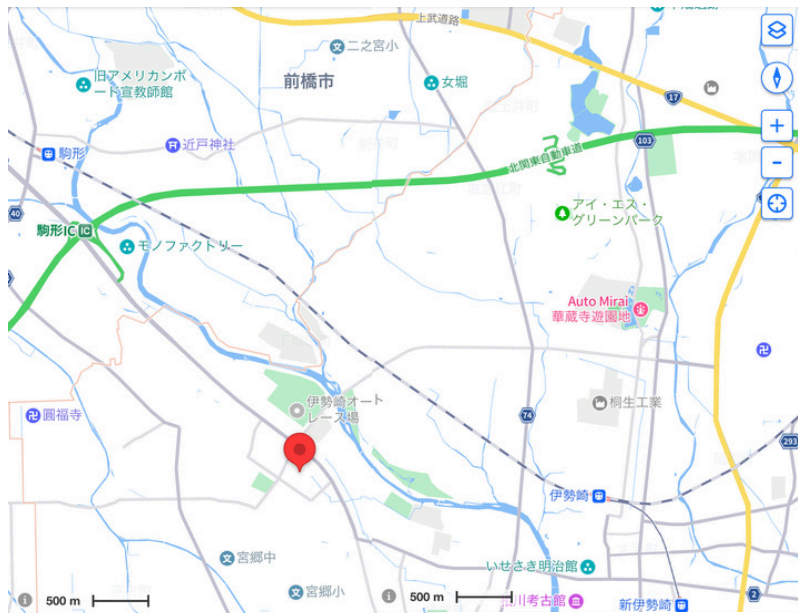 上武道路
二之宮小
旧アメリカンボ
ード宣教師館
前橋市
女堀
17
103
近戸神社
駒形
北関東自動車道
40
駒形IC
IC
モノファクトリー
アイ・エス・
グリーンパーク
Auto Mirai
華蔵寺遊園地
伊勢崎オート
レース場
圓福寺
74
桐生工業
293
伊勢崎
宮郷中
宮郷小
いせさき明治館
新伊勢崎
川考古館
2
500 m
500 m